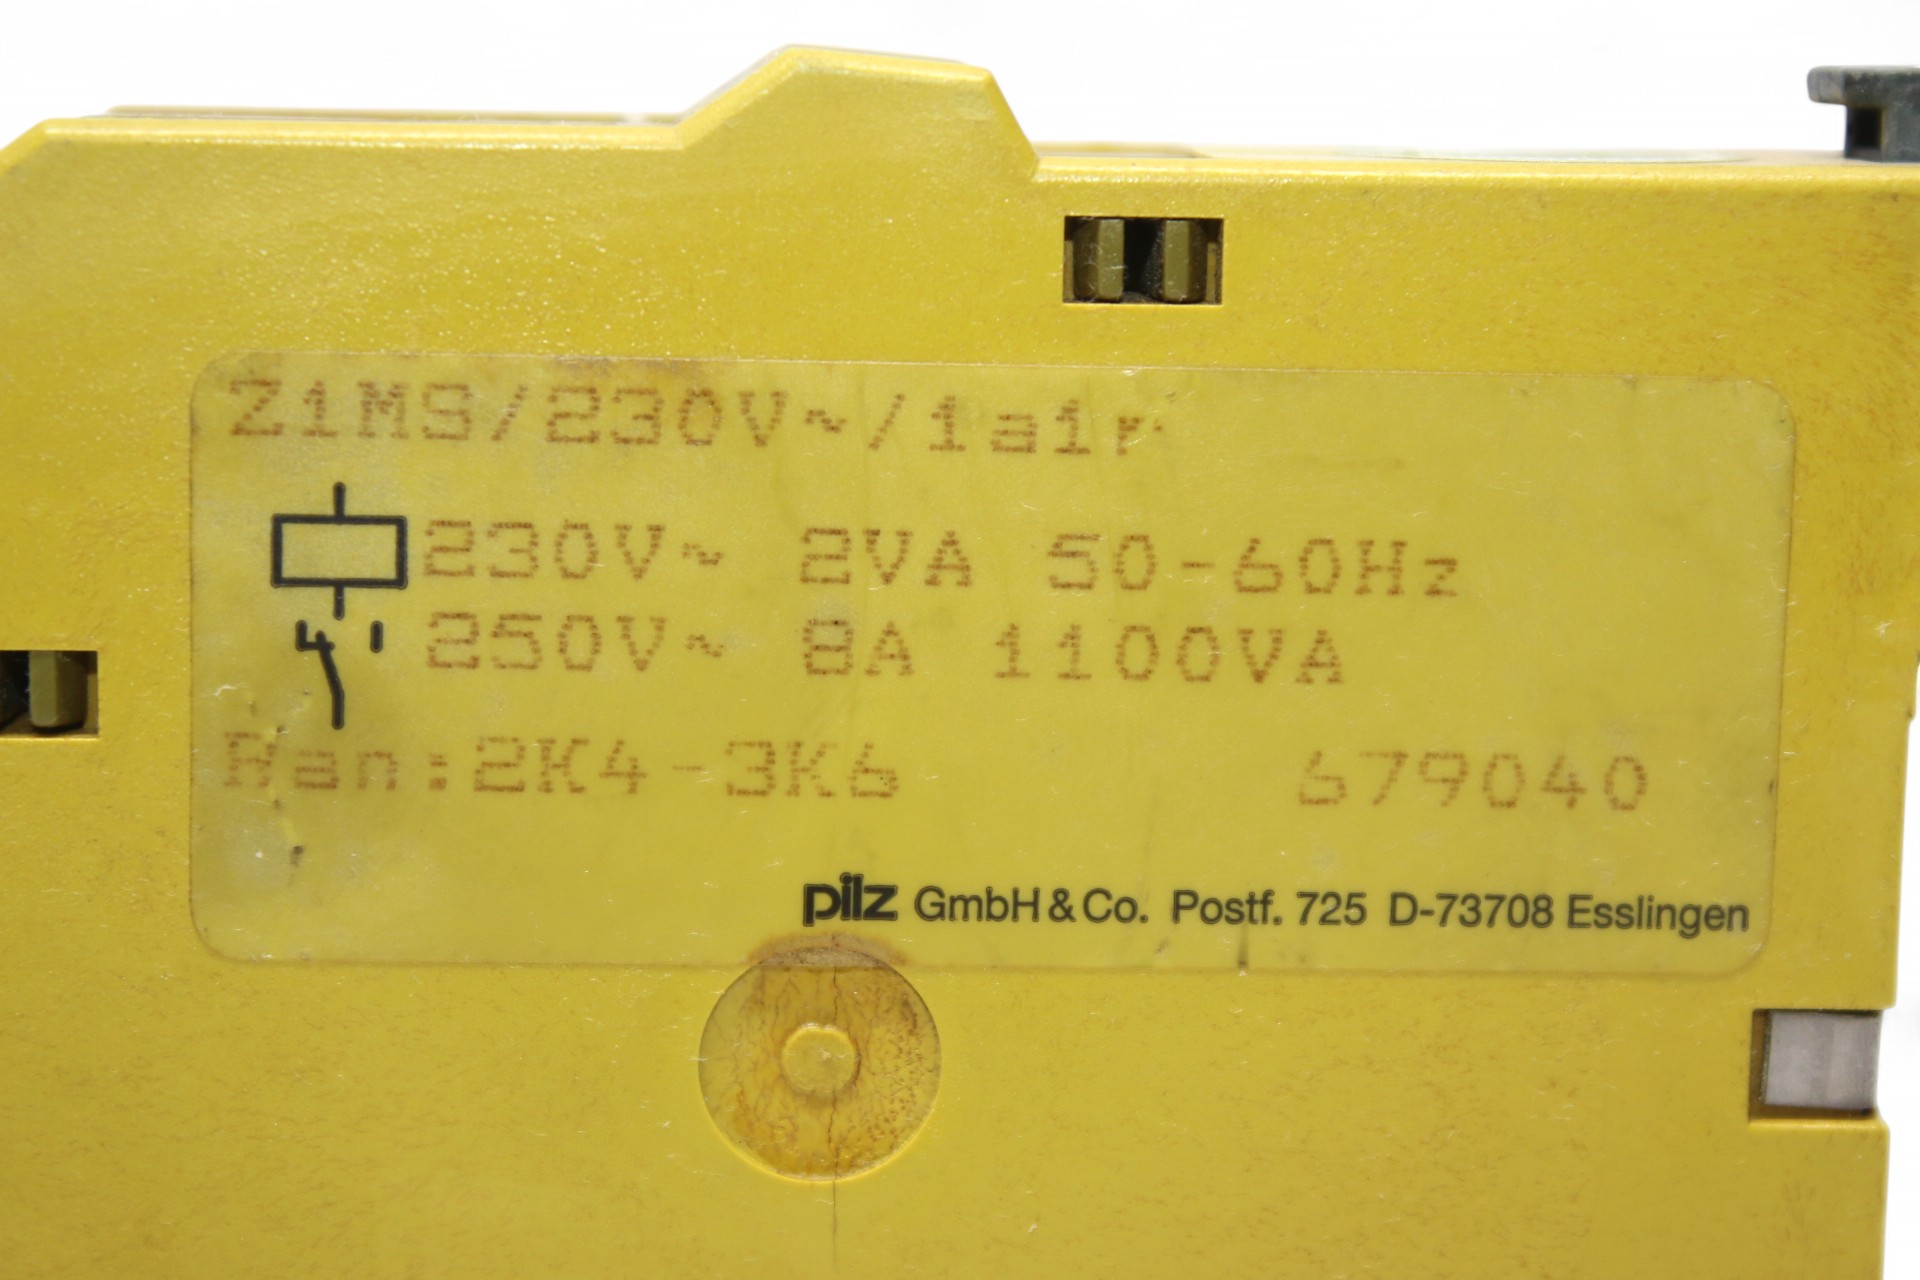 Z1MS/230V~/1a1r
230V~ 2VA 50-60Hz
250V~ 8A 1100VA
Ran:2K4-3K6 679040
pilz GmbH & Co. Postf. 725 D-73708 Esslingen